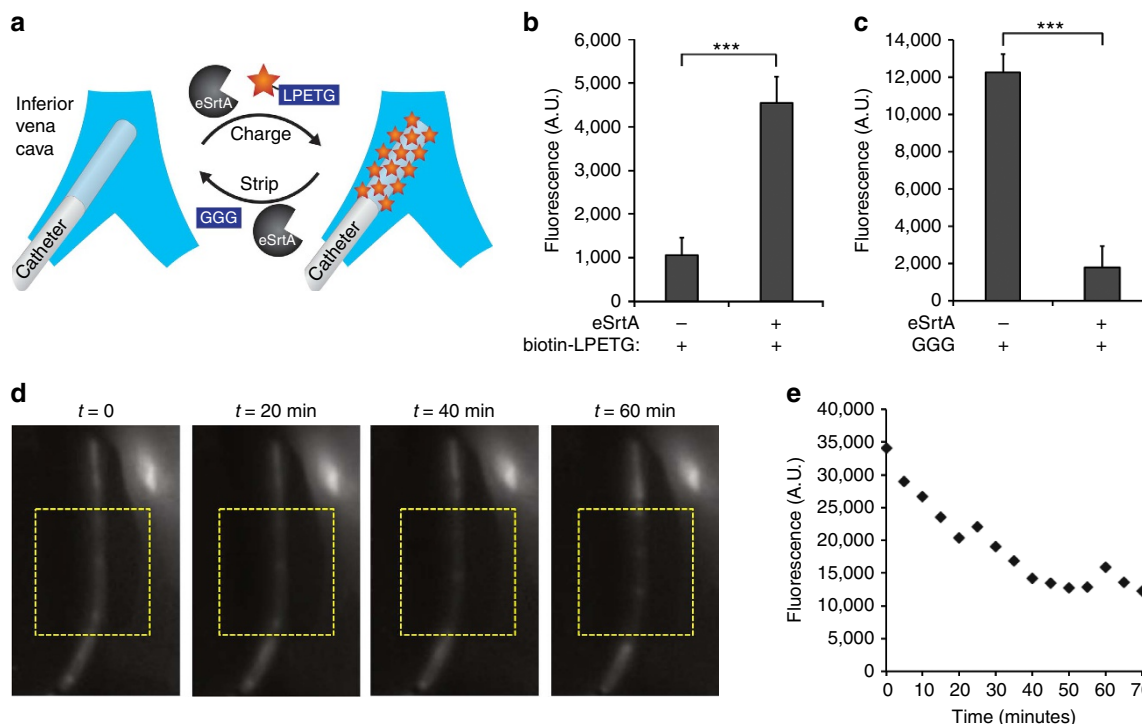 a
Inferior
vena
cava
eSrtA
LPETG
Charge
Strip
GGG
eSrtA
Catheter
Catheter
b
Fluorescence (A.U.)
6,000
5,000
4,000
3,000
2,000
1,000
0
***
eSrtA – +
biotin-LPETG: + +
c
Fluorescence (A.U.)
14,000
12,000
10,000
8,000
6,000
4,000
2,000
0
***
eSrtA – +
GGG + +
d
t = 0 t = 20 min t = 40 min t = 60 min
e
Fluorescence (A.U.)
40,000
35,000
30,000
25,000
20,000
15,000
10,000
5,000
0
0 10 20 30 40 50 60 70
Time (minutes)